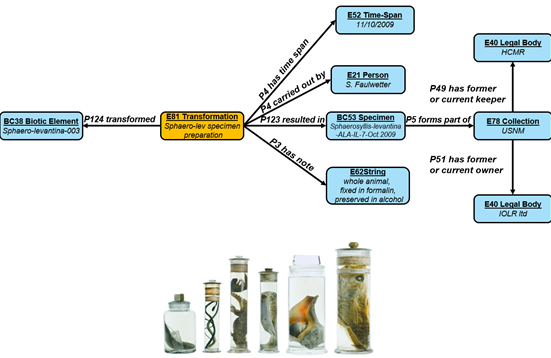 E52 Time-Span
11/10/2009
E40 Legal Body
HCMR
P4 has time span
E21 Person
S. Faulwetter
P4 carried out by
P49 has former
or current keeper
BC38 Biotic Element
Sphaero-levantina-003
P124 transformed
E81 Transformation
Sphaero-lev specimen
preparation
P123 resulted in
BC53 Specimen
Sphaerosyllis-levantina
-ALA-IL-7-Oct.2009
P5 forms part of
E78 Collection
USNM
P3 has note
E62String
whole animal,
fixed in formalin,
preserved in alcohol
P51 has former
or current owner
E40 Legal Body
IOLR ltd